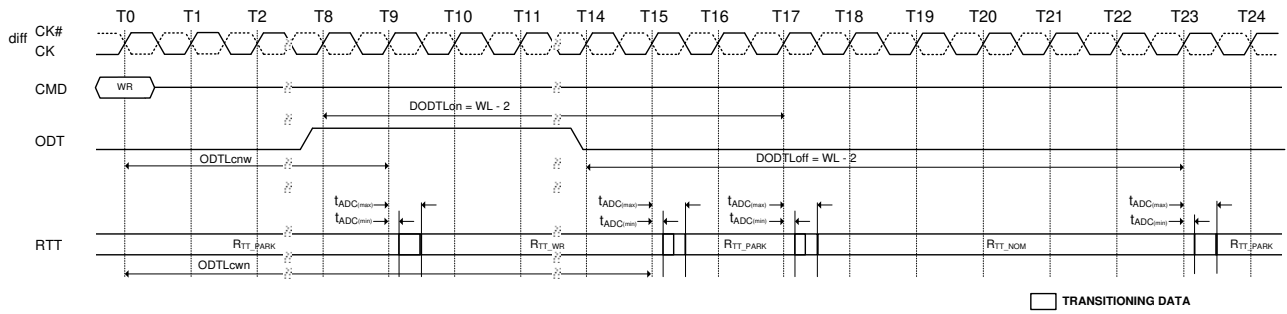 T0 T1 T2 T8 T9 T10 T11 T14 T15 T16 T17 T18 T19 T20 T21 T22 T23 T24
diff CK#
CK
CMD WR
DODTLon = WL - 2
ODT
ODTLcnw DODTLoff = WL - 2
tADC(max) tADC(max) tADC(max) tADC(max)
tADC(min) tADC(min) tADC(min) tADC(min)
RTT RTT_PARK RTT_WR RTT_PARK RTT_NOM RTT_PARK
ODTLcwn
TRANSITIONING DATA